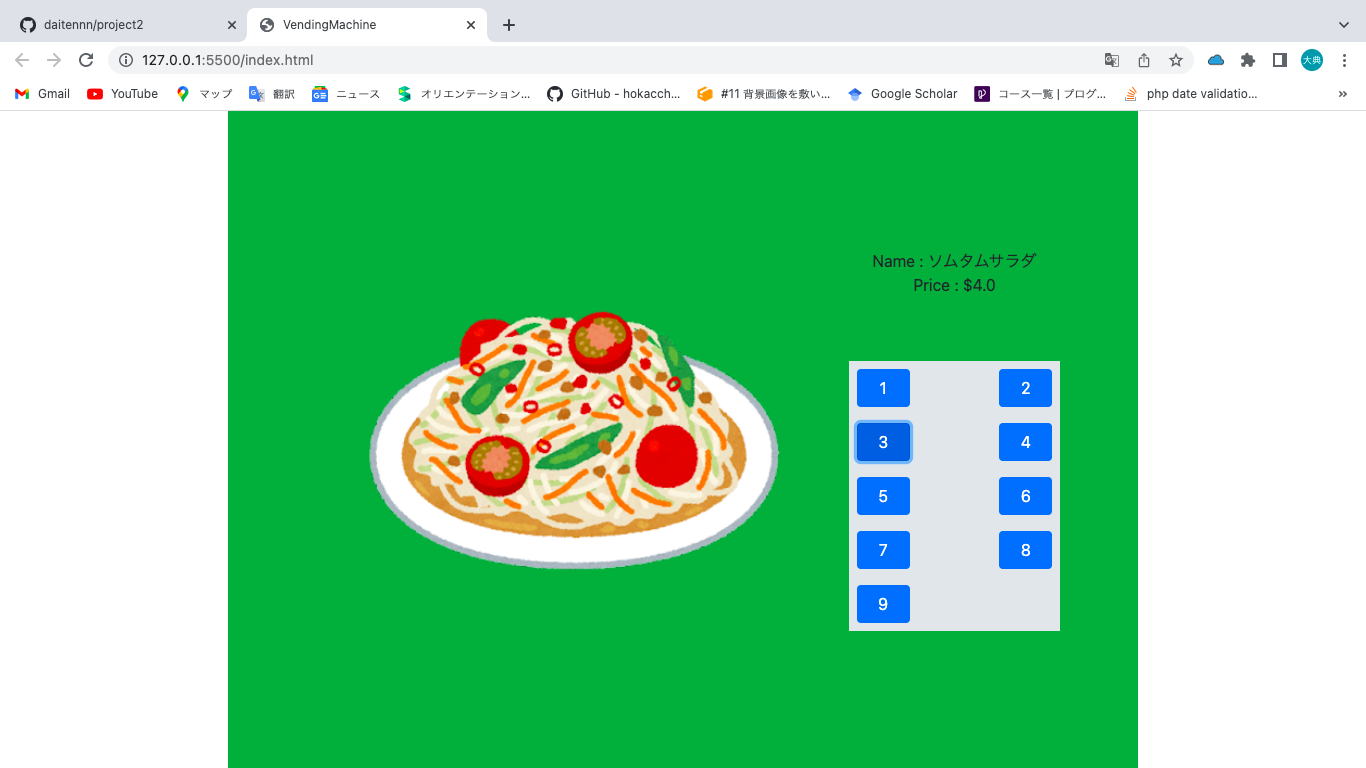 daitennn/project2
VendingMachine
127.0.0.1:5500/index.html
大典
Gmail
YouTube
マップ
翻訳
ニュース
オリエンテーション...
GitHub - hokacch...
#11 背景画像を敷い...
Google Scholar
コース一覧 | プログ...
php date validatio...
»
Name : ソムタムサラダ
Price : $4.0
1 2
3 4
5 6
7 8
9